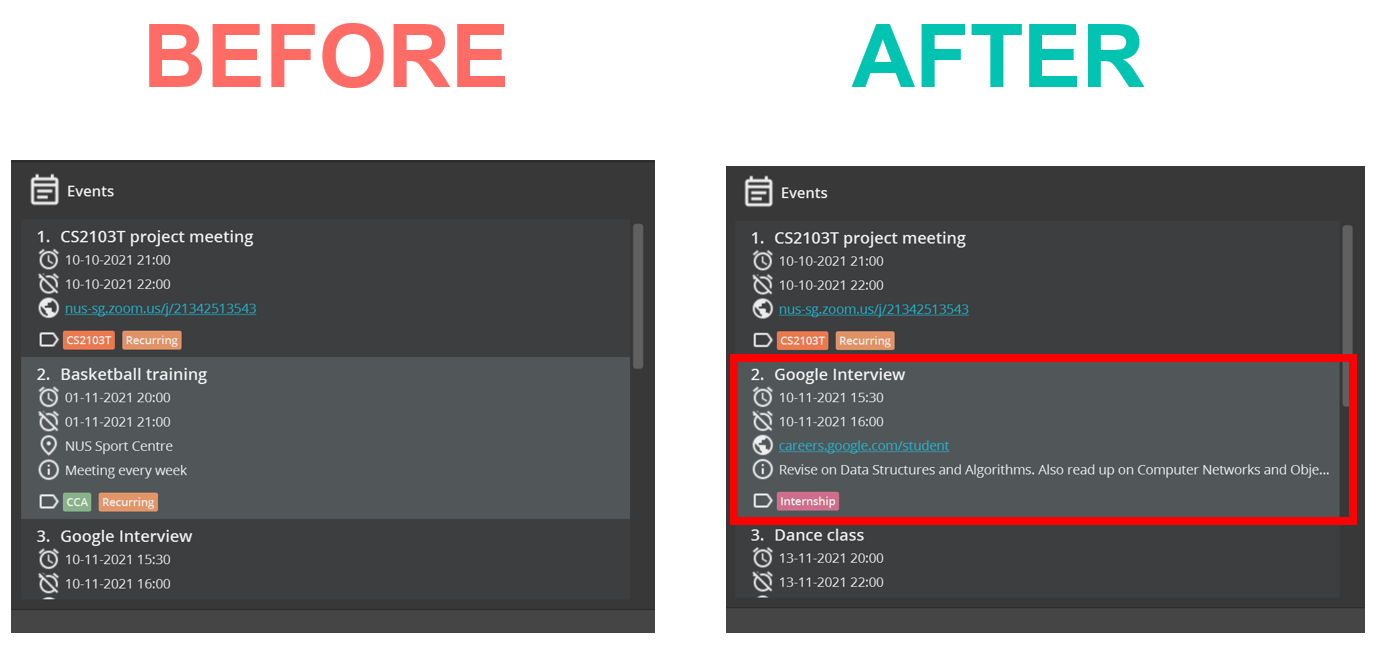 BEFORE
Events
1. CS2103T project meeting
10-10-2021 21:00
10-10-2021 22:00
nus-sg.zoom.us/j/21342513543
CS2103T Recurring
2. Basketball training
01-11-2021 20:00
01-11-2021 21:00
NUS Sport Centre
Meeting every week
CCA Recurring
3. Google Interview
10-11-2021 15:30
10-11-2021 16:00
AFTER
Events
1. CS2103T project meeting
10-10-2021 21:00
10-10-2021 22:00
nus-sg.zoom.us/j/21342513543
CS2103T Recurring
2. Google Interview
10-11-2021 15:30
10-11-2021 16:00
careers.google.com/student
Revise on Data Structures and Algorithms. Also read up on Computer Networks and Obje...
Internship
3. Dance class
13-11-2021 20:00
13-11-2021 22:00